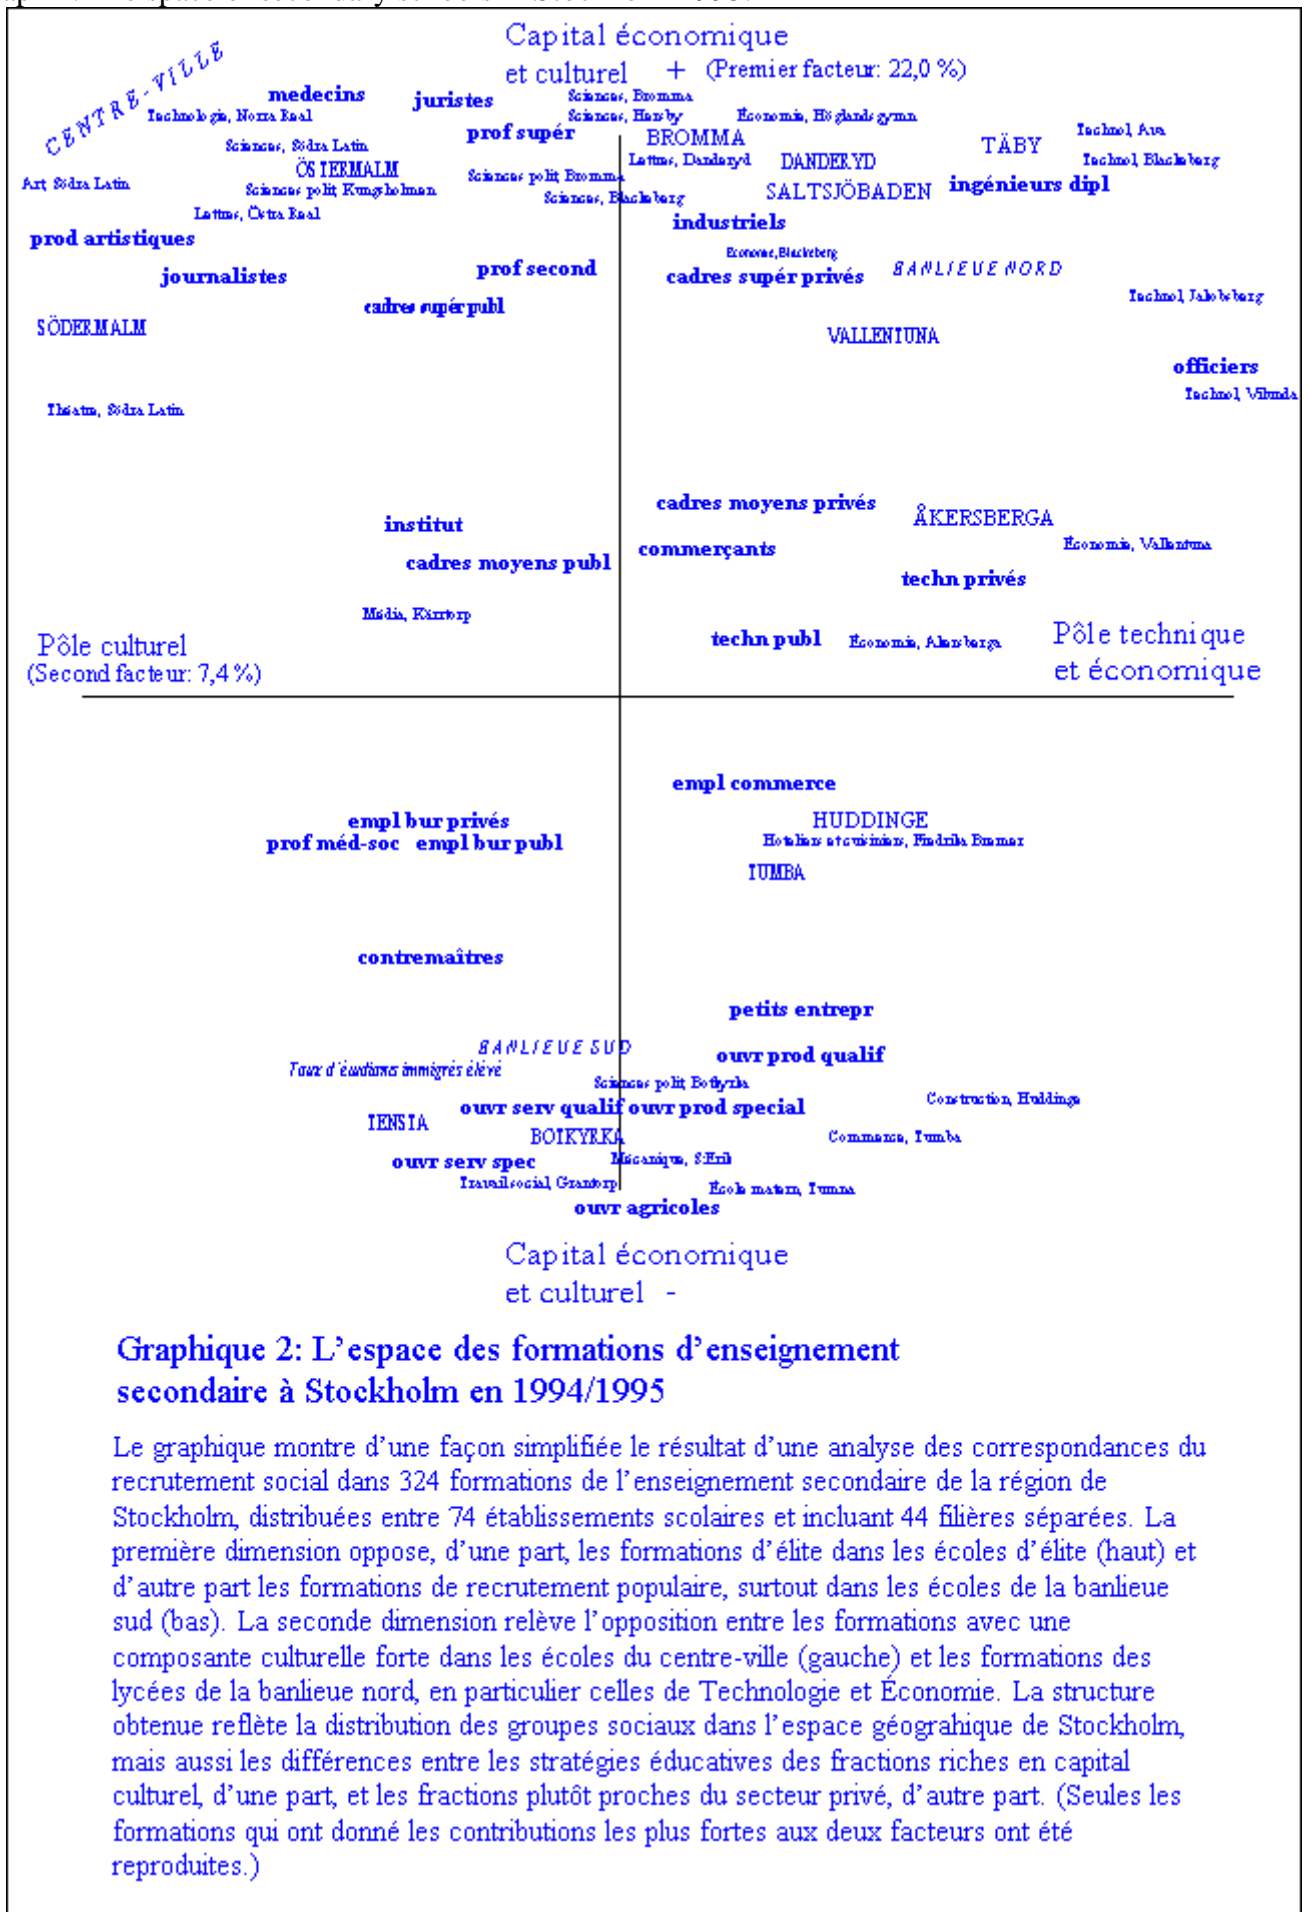 Capital économique
et culturel + (Premier facteur: 22,0 %)
CENTRE-VILLE
medecins
juristes
Sciences, Bromma
Technologie, Norra Real
Sciences, Hersby
Économie, Höglands gymn
prof supér
BROMMA
TÄBY
Technol, Ava
Sciences, Södra Latin
ÖSTERMALM
Lettres, Danderyd
DANDERYD
Technol, Blackeberg
Art, Södra Latin
Sciences polit, Kungsholmen
Sciences polit, Bromma
Sciences, Blackeberg
SALTSJÖBADEN
ingénieurs dipl
Lettres, Östra Real
industriels
prod artistiques
Econome, Blackeberg
journalistes
prof second
cadres supér privés
BANLIEUE NORD
cadres supér publ
Technol, Jakobsberg
SÖDERMALM
VALLENTUNA
officiers
Technol, Vilunda
Théatre, Södra Latin
cadres moyens privés
institut
ÅKERSBERGA
commerçants
Économie, Vallentuna
cadres moyens publ
techn privés
Média, Kärrtorp
techn publ
Économie, Akersberga
Pôle culturel
(Second facteur: 7,4 %)
Pôle technique
et économique
empl commerce
empl bur privés
HUDDINGE
prof méd-soc empl bur publ
Hoteliers et cuisiniers, Fredrika Bremer
TUMBA
contremaîtres
petits entrepr
BANLIEUE SUD
ouvr prod qualif
Taux d'étudiants immigrés élevé
Sciences polit, Botkyrka
Construction, Huddinge
ouvr serv qualif ouvr prod special
TENSTA
BOTKYRKA
Commerce, Tumba
ouvr serv spec
Mécanique, S:Erik
Travail social, Grantorp
École matern, Tumna
ouvr agricoles
Capital économique
et culturel -
Graphique 2: L'espace des formations d'enseignement
secondaire à Stockholm en 1994/1995
Le graphique montre d'une façon simplifiée le résultat d'une analyse des correspondances du
recrutement social dans 324 formations de l'enseignement secondaire de la région de
Stockholm, distribuées entre 74 établissements scolaires et incluant 44 filières séparées. La
première dimension oppose, d'une part, les formations d'élite dans les écoles d'élite (haut) et
d'autre part les formations de recrutement populaire, surtout dans les écoles de la banlieue
sud (bas). La seconde dimension relève l'opposition entre les formations avec une
composante culturelle forte dans les écoles du centre-ville (gauche) et les formations des
lycées de la banlieue nord, en particulier celles de Technologie et Économie. La structure
obtenue reflète la distribution des groupes sociaux dans l'espace géograhique de Stockholm,
mais aussi les différences entre les stratégies éducatives des fractions riches en capital
culturel, d'une part, et les fractions plutôt proches du secteur privé, d'autre part. (Seules les
formations qui ont donné les contributions les plus fortes aux deux facteurs ont été
reproduites.)